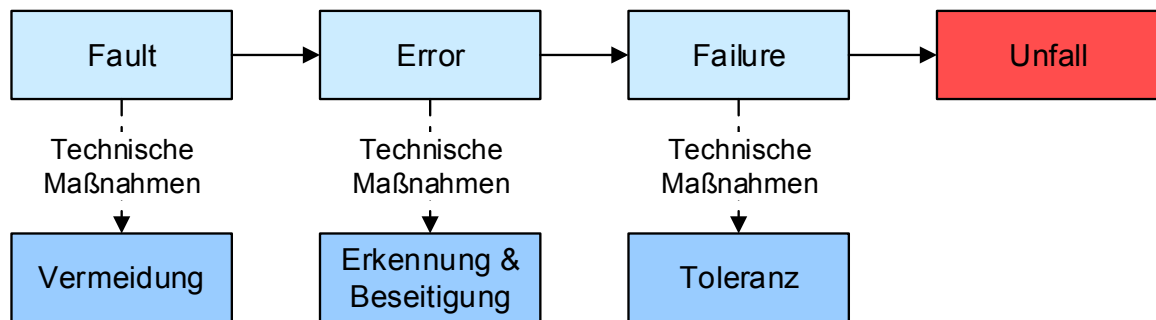 Fault
Error
Failure
Unfall
Technische
Maßnahmen
Technische
Maßnahmen
Technische
Maßnahmen
Vermeidung
Erkennung &
Beseitigung
Toleranz